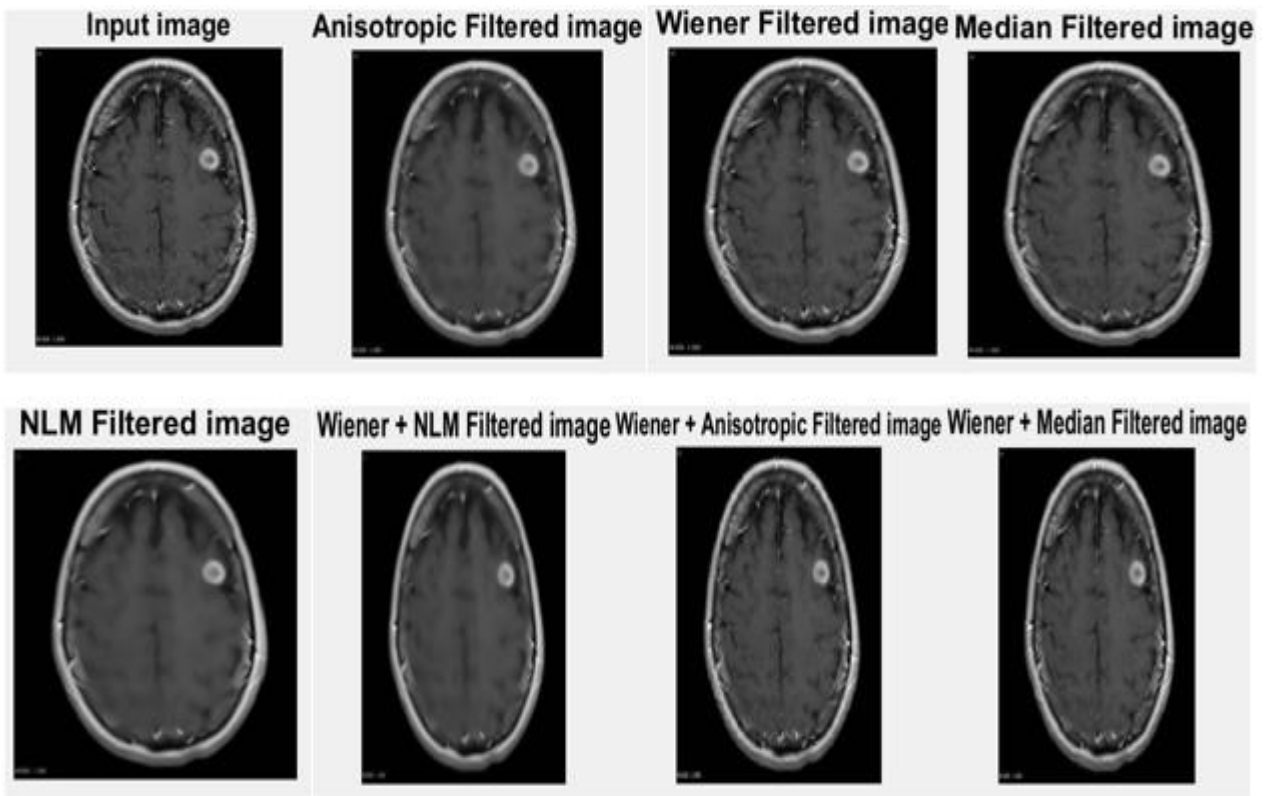 Input image
Anisotropic Filtered image
Wiener Filtered image
Median Filtered image
NLM Filtered image
Wiener + NLM Filtered image
Wiener + Anisotropic Filtered image
Wiener + Median Filtered image